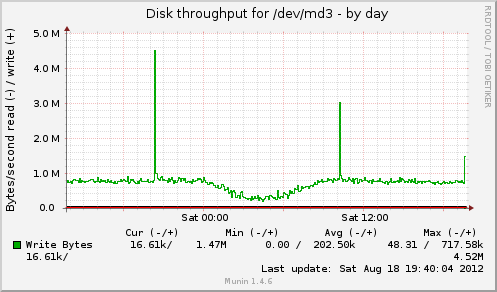 Disk throughput for /dev/md3 - by day
RRDTOOL / TOBI OETIKER
Bytes/second read (-) / write (+)
5.0 M
4.0 M
3.0 M
2.0 M
1.0 M
0.0
Sat 00:00 Sat 12:00
Cur (-/+) Min (-/+) Avg (-/+) Max (-/+)
Write Bytes 16.61k/ 1.47M 0.00 / 202.50k 48.31 / 717.58k
16.61k/ 4.52M
Last update: Sat Aug 18 19:40:04 2012
Munin 1.4.6